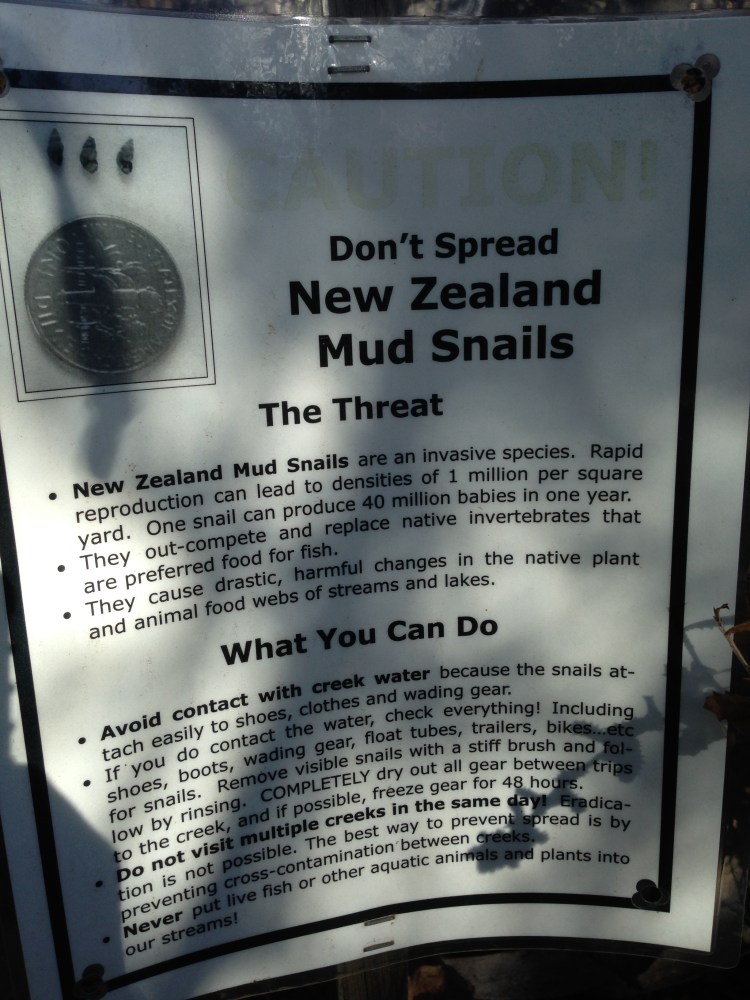 CAUTION!
Don't Spread
New Zealand
Mud Snails
The Threat
• New Zealand Mud Snails are an invasive species. Rapid
reproduction can lead to densities of 1 million per square
yard. One snail can produce 40 million babies in one year.
• They out-compete and replace native invertebrates that
are preferred food for fish.
• They cause drastic, harmful changes in the native plant
and animal food webs of streams and lakes.
What You Can Do
• Avoid contact with creek water because the snails at-
tach easily to shoes, clothes and wading gear.
• If you do contact the water, check everything! Including
shoes, boots, wading gear, float tubes, trailers, bikes...etc
for snails. Remove visible snails with a stiff brush and fol-
low by rinsing. COMPLETELY dry out all gear between trips
to the creek, and if possible, freeze gear for 48 hours.
• Do not visit multiple creeks in the same day! Eradica-
tion is not possible. The best way to prevent spread is by
preventing cross-contamination between creeks.
• Never put live fish or other aquatic animals and plants into
our streams!